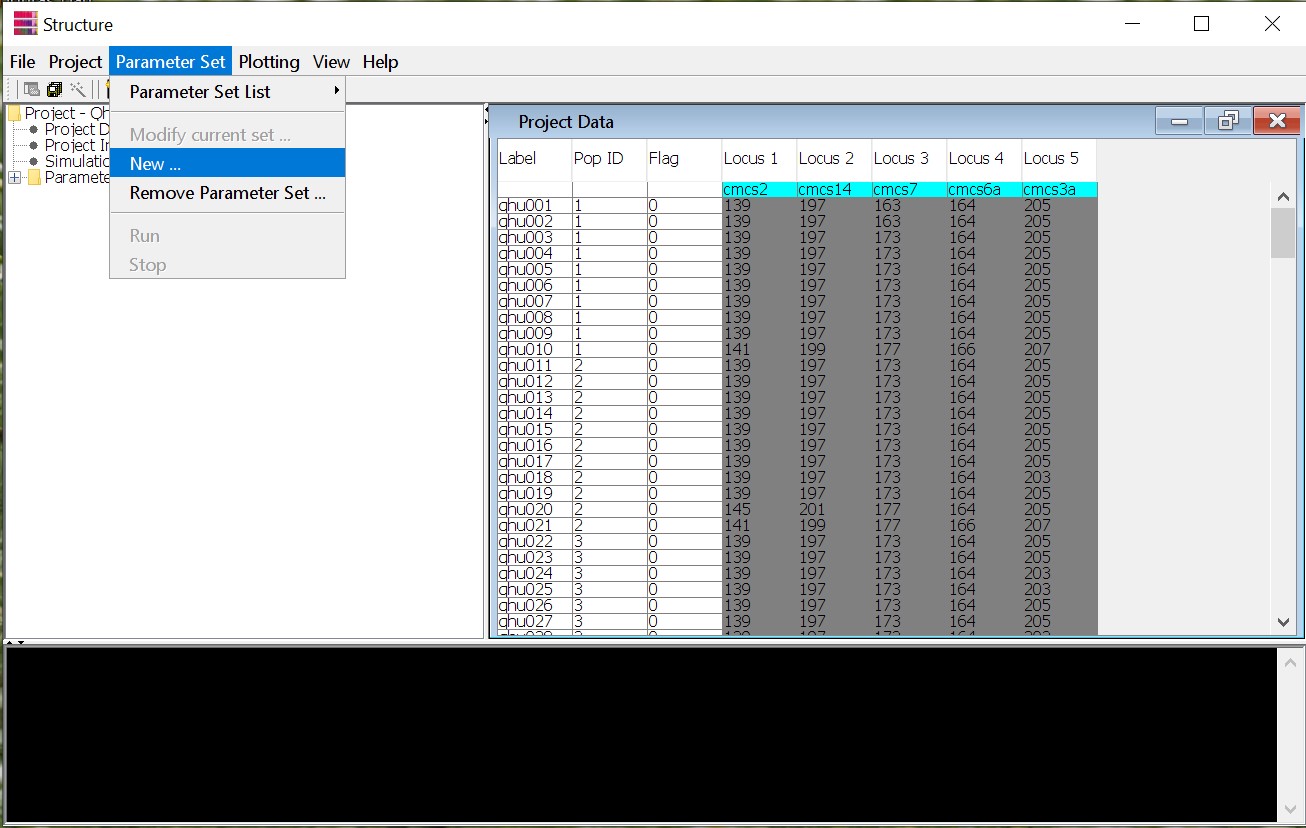 Structure
File Project Parameter Set Plotting View Help
Parameter Set List
Modify current set ...
New ...
Remove Parameter Set ...
Run
Stop
Project - Qh
Project D
Project In
Simulatio
Paramete
Project Data
Label Pop ID Flag Locus 1 Locus 2 Locus 3 Locus 4 Locus 5
cmcs2 cmcs14 cmcs7 cmcs6a cmcs3a
qhu001 1 0 139 197 163 164 205
qhu002 1 0 139 197 163 164 205
qhu003 1 0 139 197 173 164 205
qhu004 1 0 139 197 173 164 205
qhu005 1 0 139 197 173 164 205
qhu006 1 0 139 197 173 164 205
qhu007 1 0 139 197 173 164 205
qhu008 1 0 139 197 173 164 205
qhu009 1 0 139 197 173 164 205
qhu010 1 0 141 199 177 166 207
qhu011 2 0 139 197 173 164 205
qhu012 2 0 139 197 173 164 205
qhu013 2 0 139 197 173 164 205
qhu014 2 0 139 197 173 164 205
qhu015 2 0 139 197 173 164 205
qhu016 2 0 139 197 173 164 205
qhu017 2 0 139 197 173 164 205
qhu018 2 0 139 197 173 164 203
qhu019 2 0 139 197 173 164 205
qhu020 2 0 145 201 177 164 205
qhu021 2 0 141 199 177 166 207
qhu022 3 0 139 197 173 164 205
qhu023 3 0 139 197 173 164 205
qhu024 3 0 139 197 173 164 203
qhu025 3 0 139 197 173 164 203
qhu026 3 0 139 197 173 164 205
qhu027 3 0 139 197 173 164 205